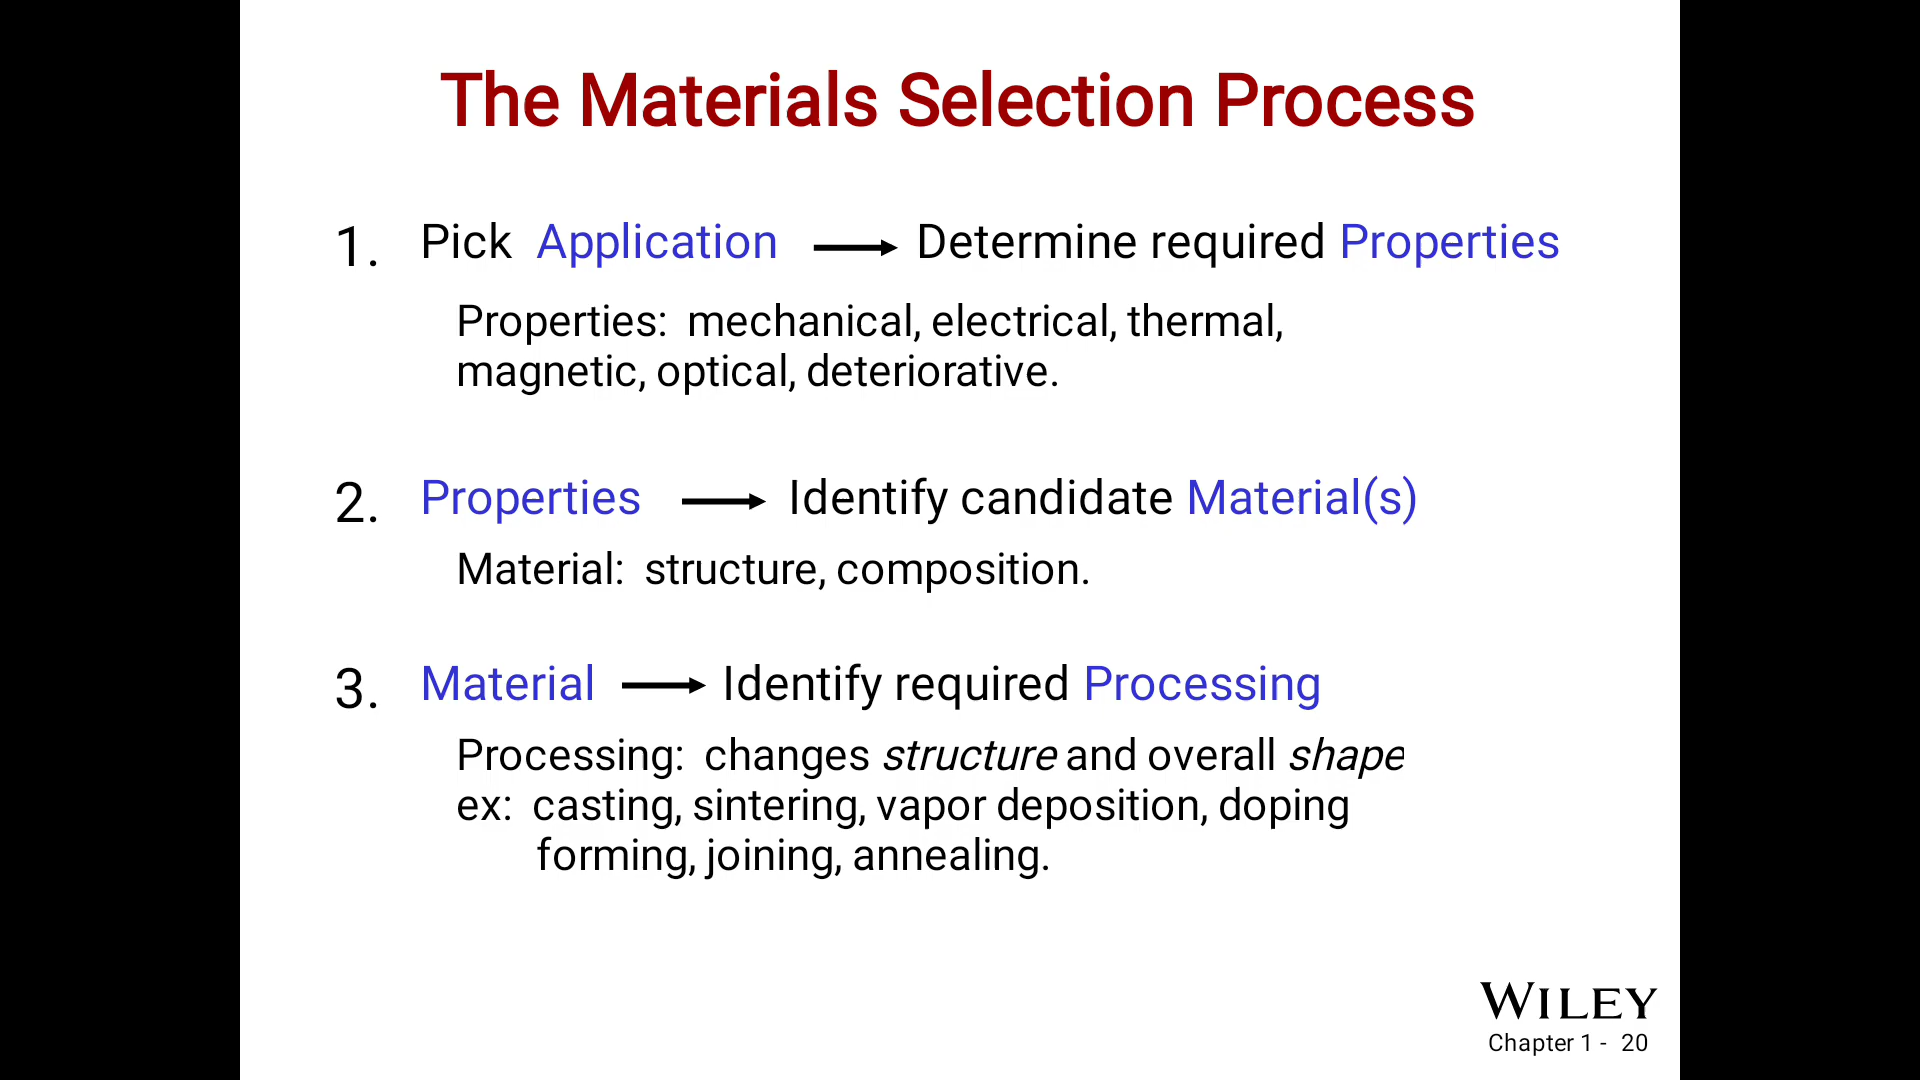 The Materials Selection Process
1. Pick Application → Determine required Properties
Properties: mechanical, electrical, thermal,
magnetic, optical, deteriorative.
2. Properties → Identify candidate Material(s)
Material: structure, composition.
3. Material → Identify required Processing
Processing: changes structure and overall shape
ex: casting, sintering, vapor deposition, doping
forming, joining, annealing.
WILEY
Chapter 1 - 20